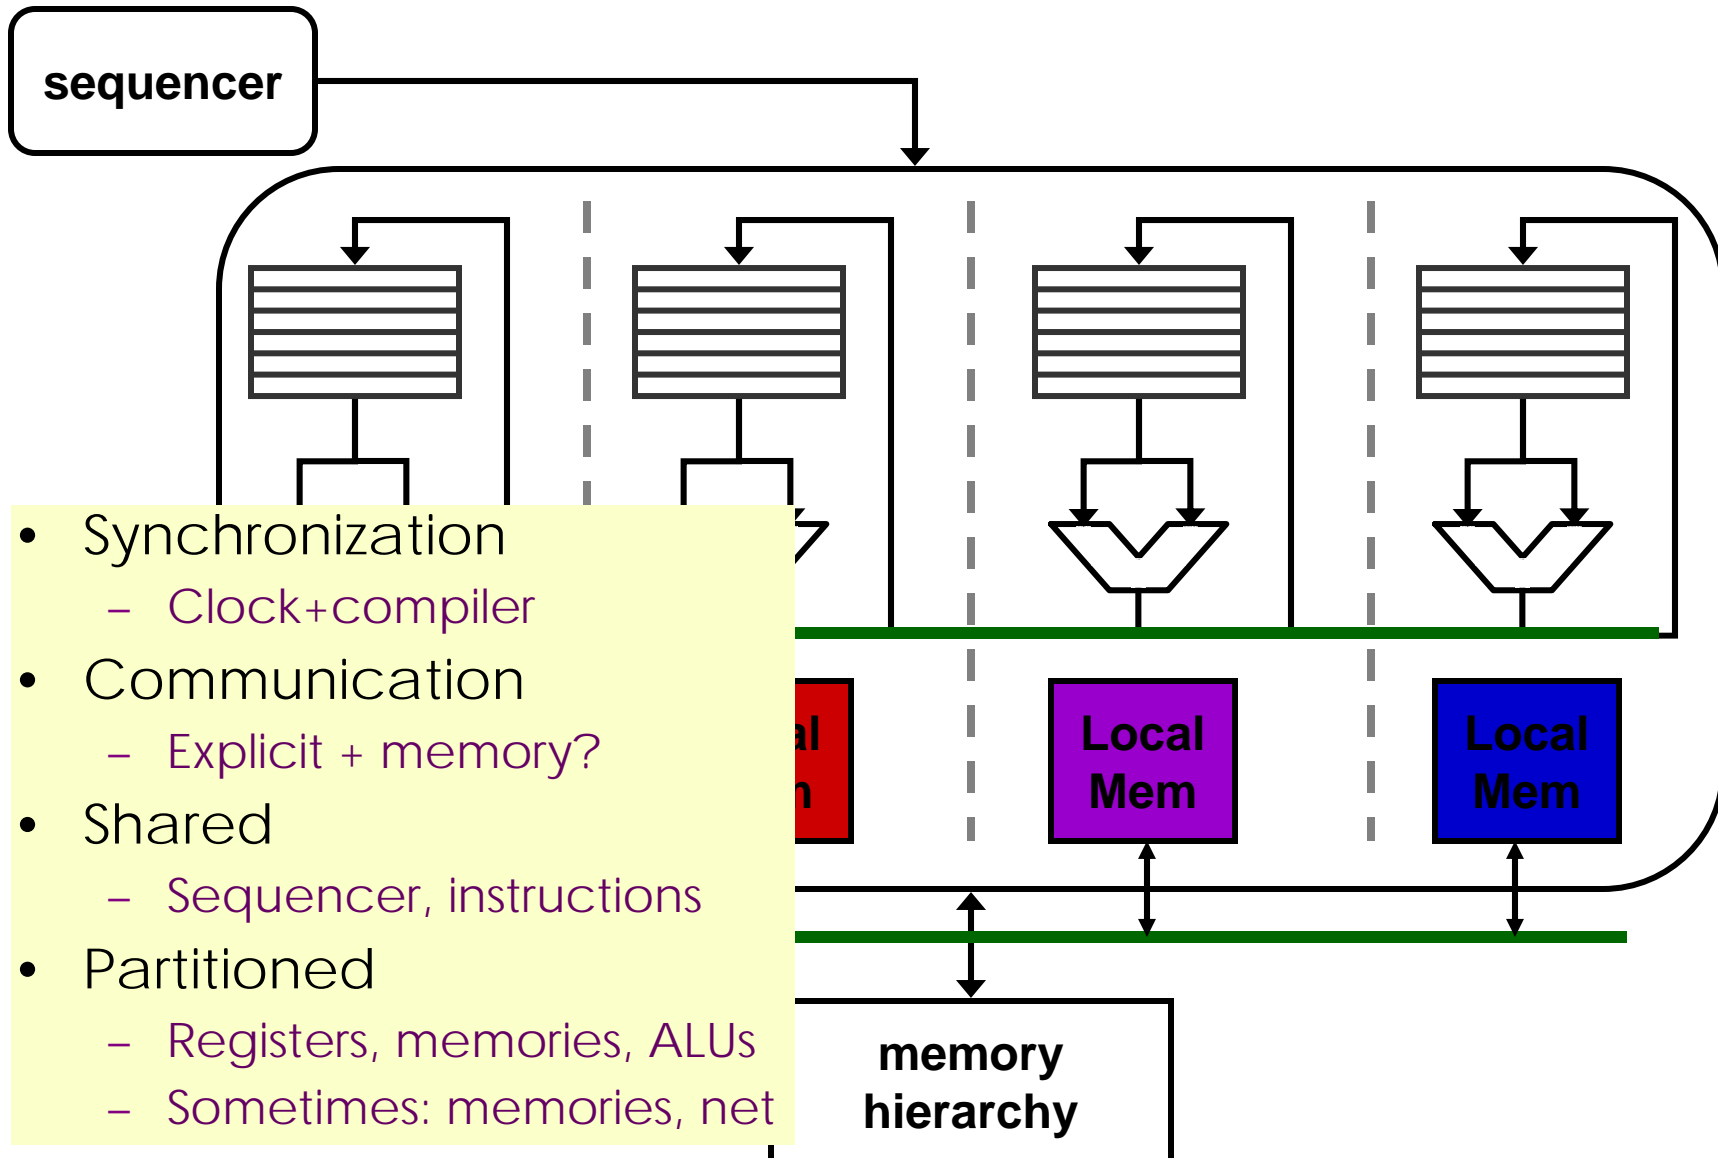 sequencer
• Synchronization
– Clock+compiler
• Communication
– Explicit + memory?
• Shared
– Sequencer, instructions
• Partitioned
– Registers, memories, ALUs
– Sometimes: memories, net
Local
Mem
Local
Mem
memory
hierarchy